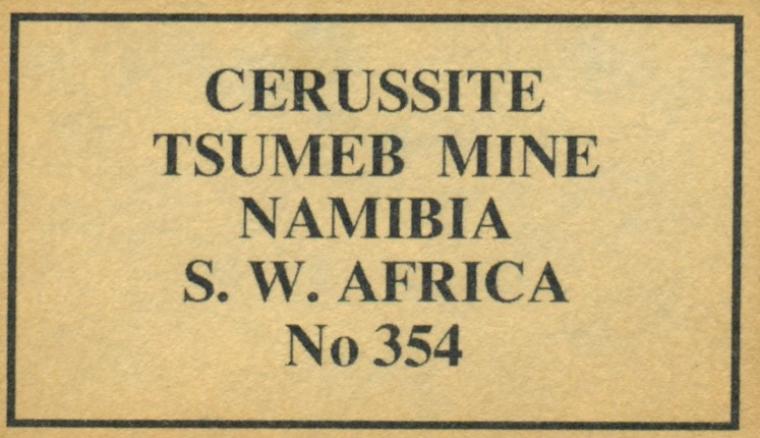 CERUSSITE
TSUMEB MINE
NAMIBIA
S. W. AFRICA
No 354